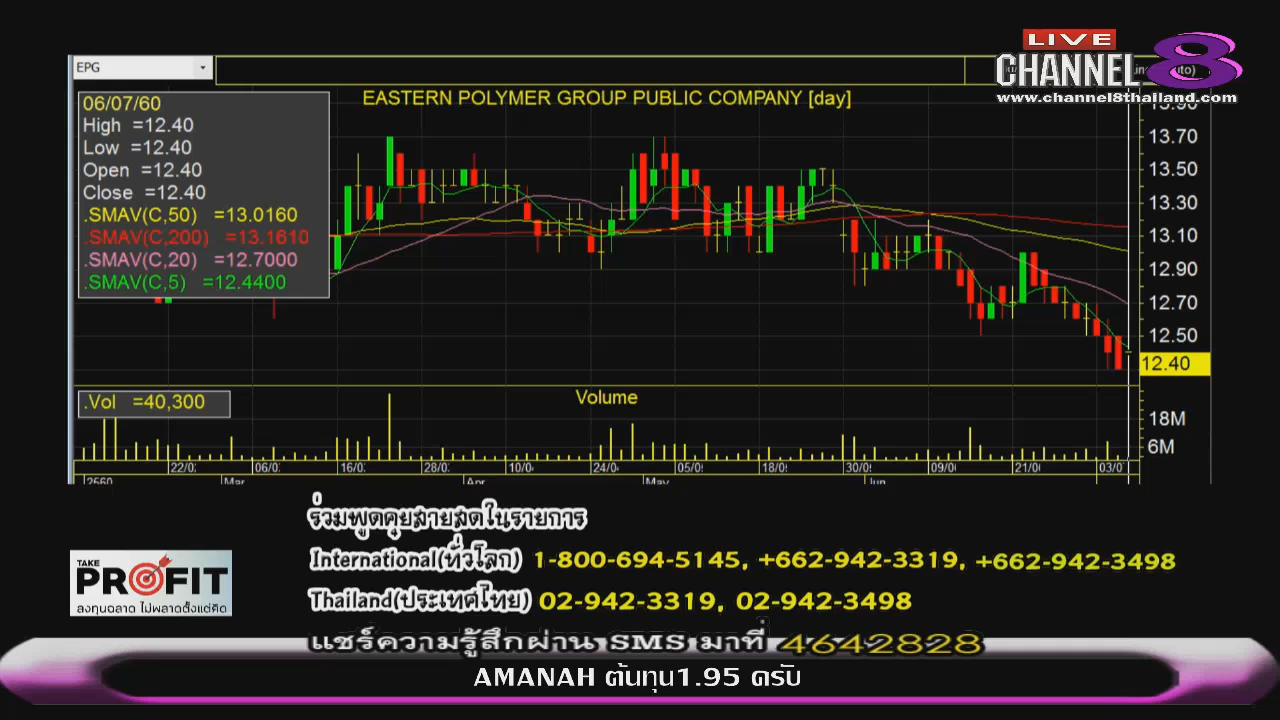 LIVE
CHANNEL 8
www.channel8thailand.com
EPG
EASTERN POLYMER GROUP PUBLIC COMPANY [day]
06/07/60
High =12.40
Low =12.40
Open =12.40
Close =12.40
.SMAV(C,50) =13.0160
.SMAV(C,200) =13.1610
.SMAV(C,20) =12.7000
.SMAV(C,5) =12.4400
13.90
13.70
13.50
13.30
13.10
12.90
12.70
12.50
12.40
.Vol =40,300
Volume
18M
6M
22/02 06/0 16/0 28/0 10/0 24/0 05/0 18/0 30/0 09/0 21/0 03/0
2560 Mar Apr May Jun
ร่วมพูดคุยสายสดในรายการ
International(ทั่วโลก) 1-800-694-5145, +662-942-3319, +662-942-3498
Thailand(ประเทศไทย) 02-942-3319, 02-942-3498
แชร์ความรู้สึกผ่าน SMS มาที่ 4642828
TAKE
PROFIT
ลงทุนฉลาด ไม่พลาดตั้งแต่คิด
AMANAH ต้นทุน1.95 ครับ